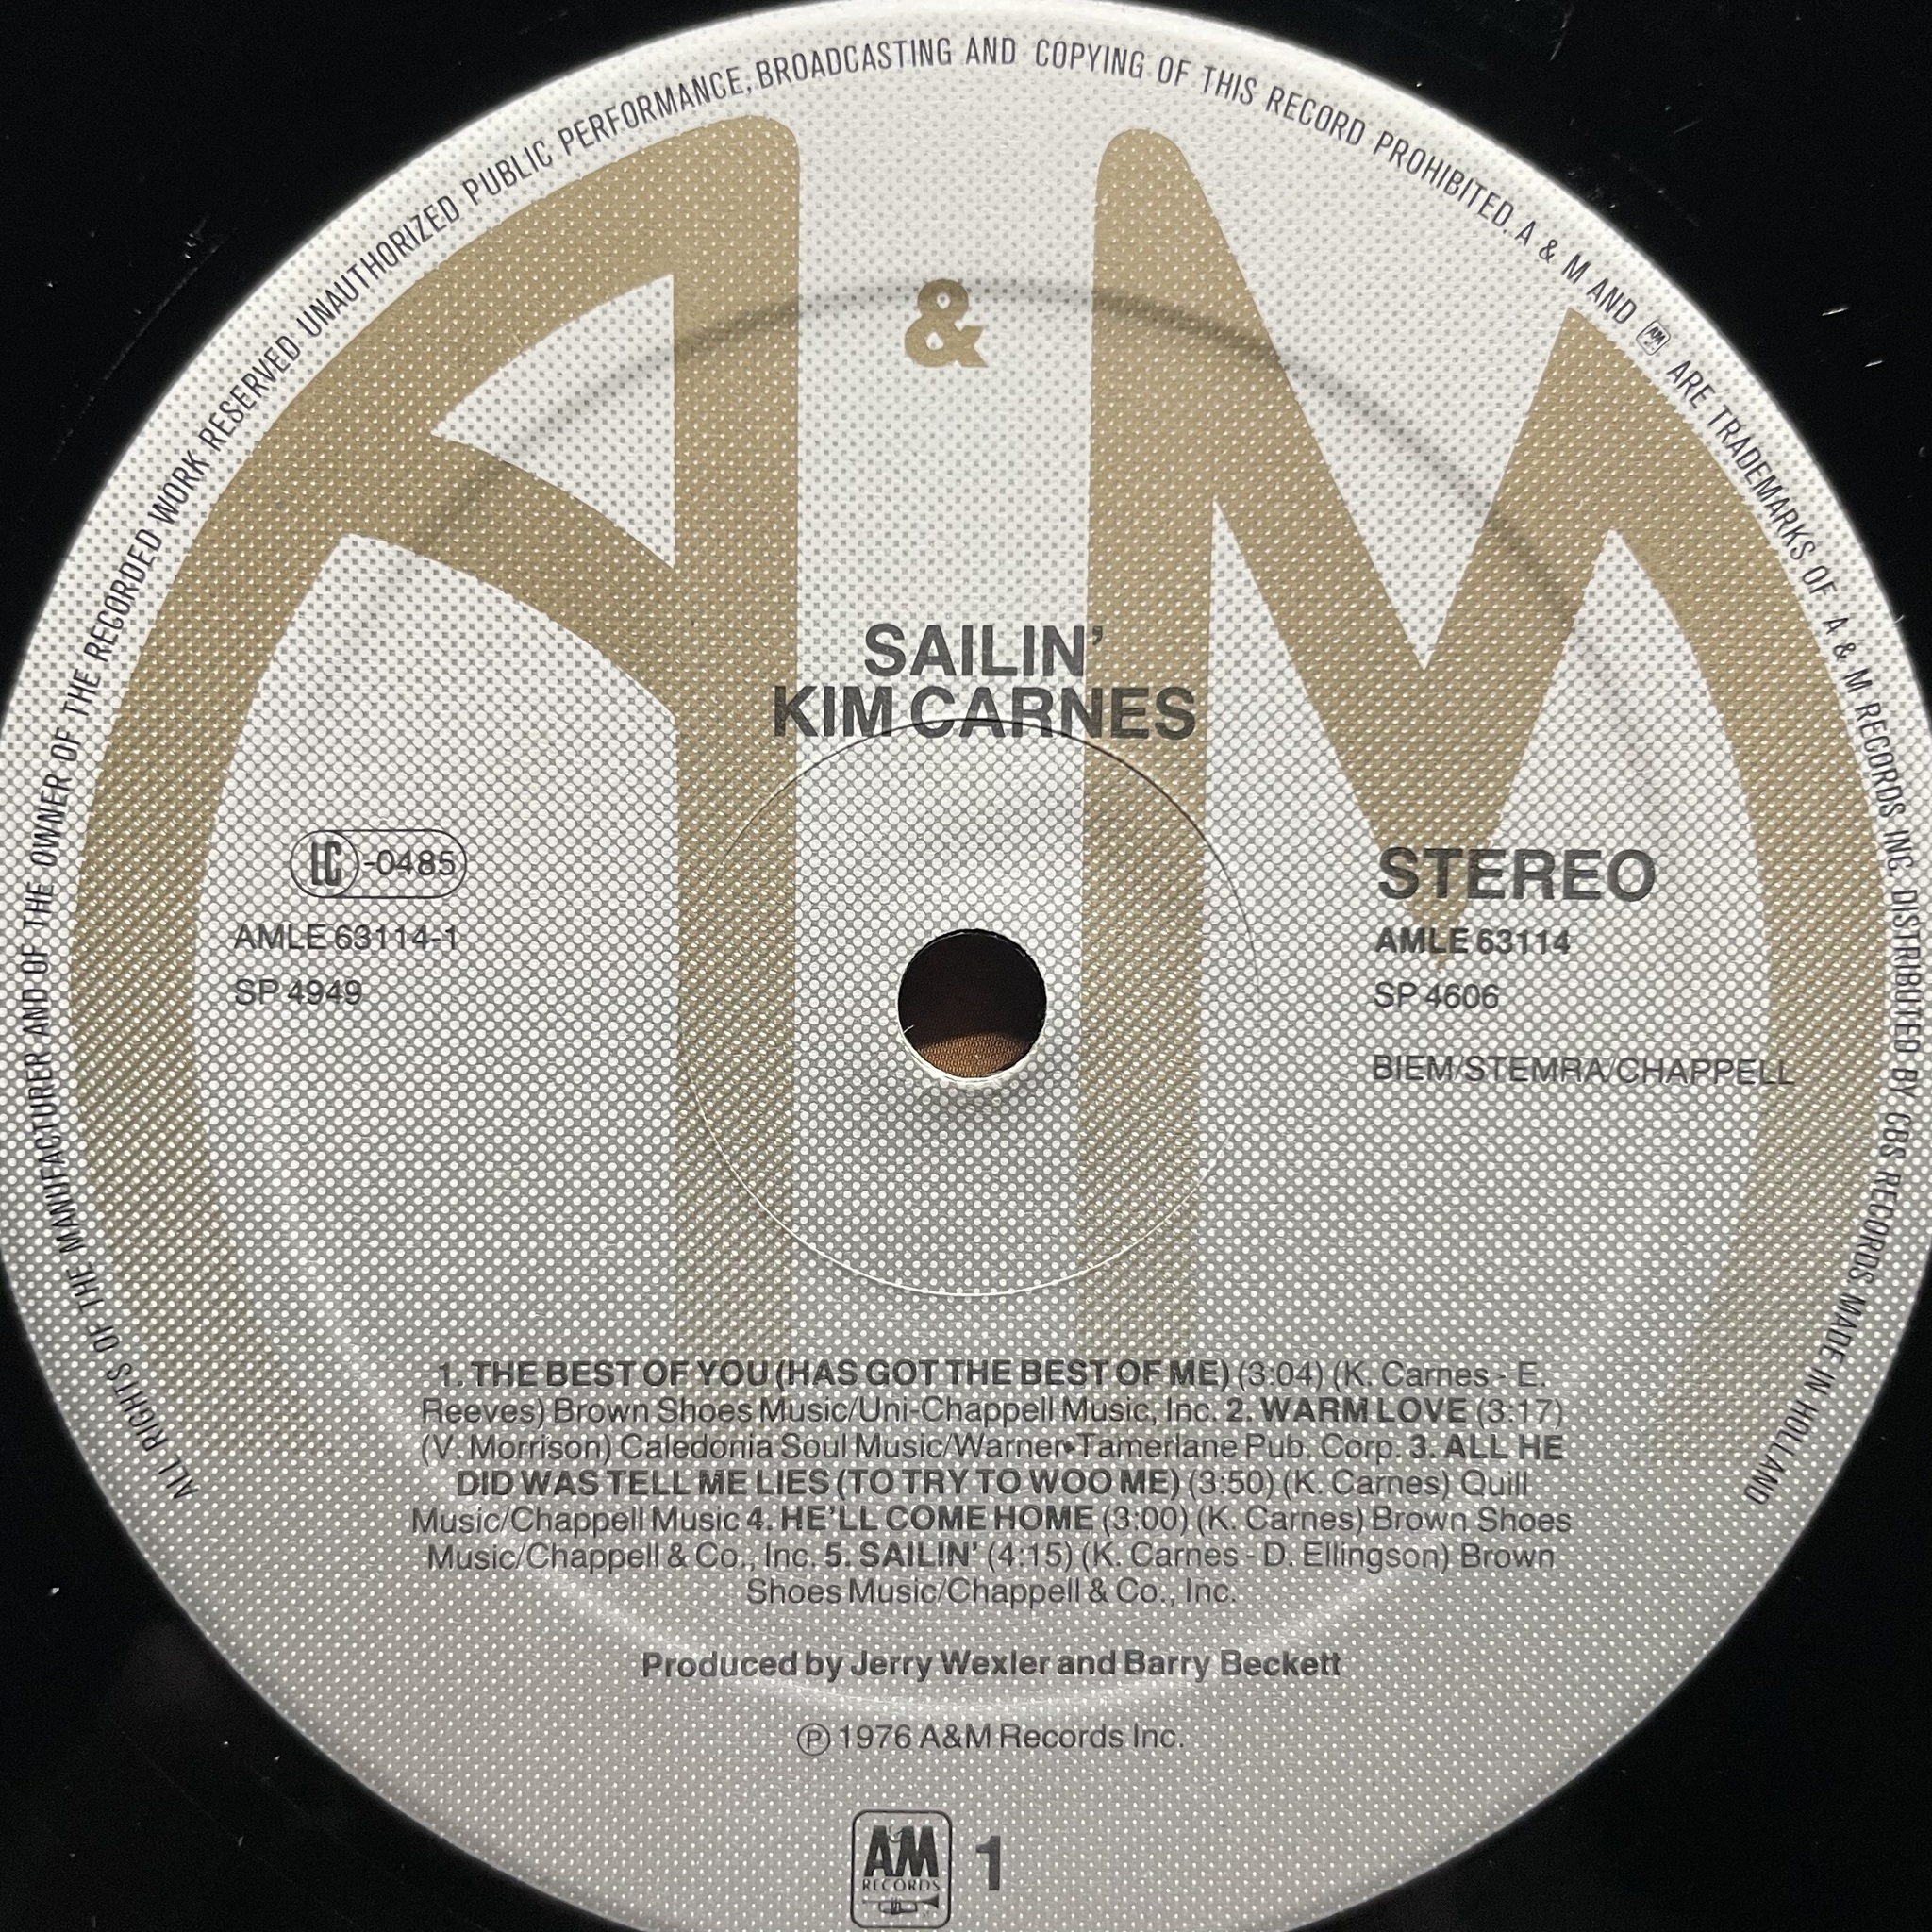 ALL RIGHTS OF THE MANUFACTURER AND OF THE OWNER OF THE RECORDED WORK RESERVED UNAUTHORIZED PUBLIC PERFORMANCE, BROADCASTING AND COPYING OF THIS RECORD PROHIBITED. A & M AND AM ARE TRADEMARKS OF A & M RECORDS INC. DISTRIBUTED BY CBS RECORDS MADE IN HOLLAND
A & M
SAILIN'
KIM CARNES
LC -0485
AMLE 63114-1
SP 4949
STEREO
AMLE 63114
SP 4606
BIEM/STEMRA/CHAPPELL
1. THE BEST OF YOU (HAS GOT THE BEST OF ME) (3:04) (K. Carnes - E.
Reeves) Brown Shoes Music/Uni-Chappell Music, Inc. 2. WARM LOVE (3:17)
(V. Morrison) Caledonia Soul Music/Warner-Tamerlane Pub. Corp. 3. ALL HE
DID WAS TELL ME LIES (TO TRY TO WOO ME) (3:50) (K. Carnes) Quill
Music/Chappell Music 4. HE'LL COME HOME (3:00) (K. Carnes) Brown Shoes
Music/Chappell & Co., Inc. 5. SAILIN' (4:15) (K. Carnes - D. Ellingson) Brown
Shoes Music/Chappell & Co., Inc.
Produced by Jerry Wexler and Barry Beckett
℗ 1976 A&M Records Inc.
AM
RECORDS
1